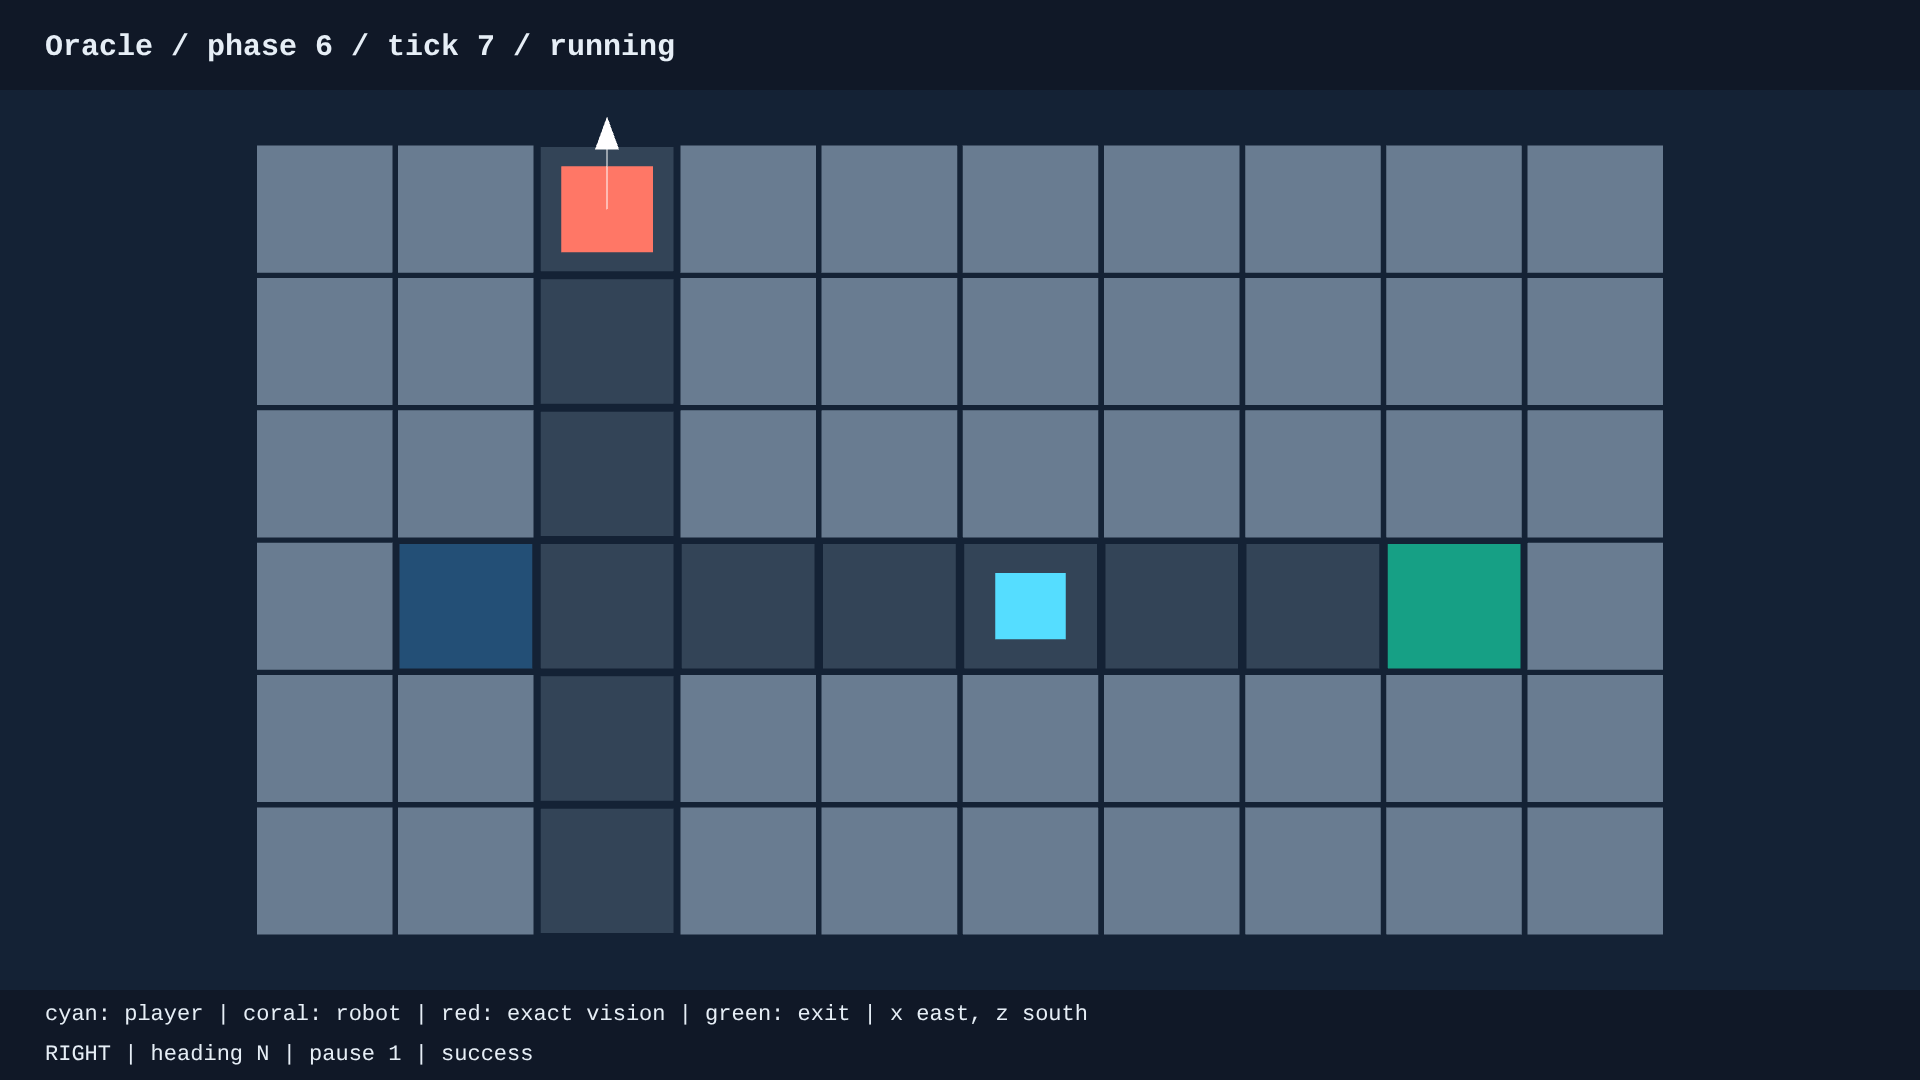 Oracle / phase 6 / tick 7 / running
cyan: player | coral: robot | red: exact vision | green: exit | x east, z south
RIGHT | heading N | pause 1 | success